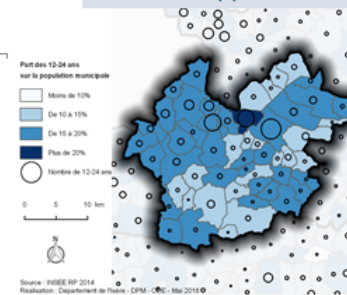 Part des 12-24 ans
sur la population municipale
Moins de 10%
De 10 à 15%
De 15 à 20%
Plus de 20%
Nombre de 12-24 ans
0 5 10 km
N
Source : INSEE RP 2014
Réalisation : Département de l'Isère - DPM - - Mai 2018